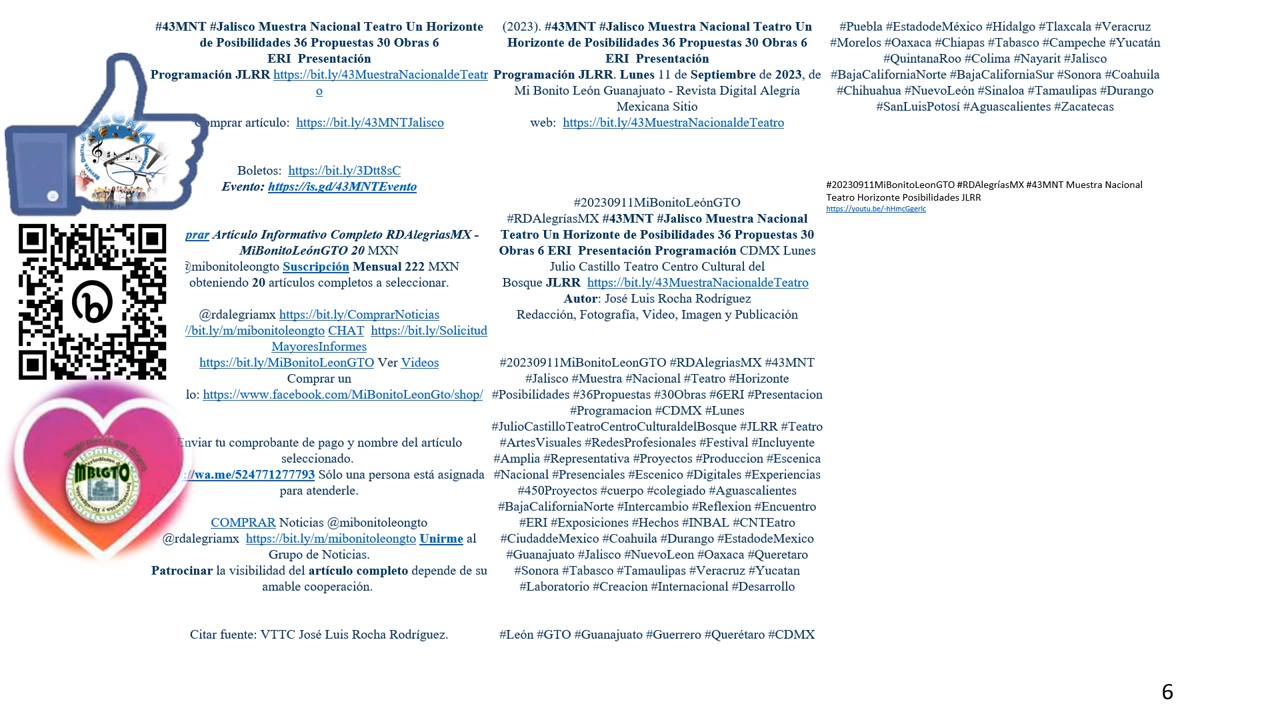 #43MNT #Jalisco Muestra Nacional Teatro Un Horizonte
de Posibilidades 36 Propuestas 30 Obras 6
ERI  Presentación
Programación JLRR https://bit.ly/43MuestraNacionaldeTeatr
o
Comprar artículo:  https://bit.ly/43MNTJalisco
Boletos:  https://bit.ly/3Dtt8sC
Evento: https://is.gd/43MNTEvento
prar Artículo Informativo Completo RDAlegriasMX -
MiBonitoLeónGTO 20 MXN
@mibonitoleongto Suscripción Mensual 222 MXN
obteniendo 20 artículos completos a seleccionar.
@rdalegriamx https://bit.ly/ComprarNoticias
//bit.ly/m/mibonitoleongto CHAT  https://bit.ly/Solicitud
MayoresInformes
https://bit.ly/MiBonitoLeonGTO Ver Videos
Comprar un
lo: https://www.facebook.com/MiBonitoLeonGto/shop/
Enviar tu comprobante de pago y nombre del artículo
seleccionado.
://wa.me/524771277793 Sólo una persona está asignada
para atenderle.
COMPRAR Noticias @mibonitoleongto
@rdalegriamx  https://bit.ly/m/mibonitoleongto Unirme al
Grupo de Noticias.
Patrocinar la visibilidad del artículo completo depende de su
amable cooperación.
Citar fuente: VTTC José Luis Rocha Rodríguez.
(2023). #43MNT #Jalisco Muestra Nacional Teatro Un
Horizonte de Posibilidades 36 Propuestas 30 Obras 6
ERI  Presentación
Programación JLRR. Lunes 11 de Septiembre de 2023, de
Mi Bonito León Guanajuato - Revista Digital Alegría
Mexicana Sitio
web:  https://bit.ly/43MuestraNacionaldeTeatro
#20230911MiBonitoLeónGTO
#RDAlegríasMX #43MNT #Jalisco Muestra Nacional
Teatro Un Horizonte de Posibilidades 36 Propuestas 30
Obras 6 ERI  Presentación Programación CDMX Lunes
Julio Castillo Teatro Centro Cultural del
Bosque JLRR  https://bit.ly/43MuestraNacionaldeTeatro
Autor: José Luis Rocha Rodríguez
Redacción, Fotografía, Video, Imagen y Publicación
#20230911MiBonitoLeonGTO #RDAlegriasMX #43MNT
#Jalisco #Muestra #Nacional #Teatro #Horizonte
#Posibilidades #36Propuestas #30Obras #6ERI #Presentacion
#Programacion #CDMX #Lunes
#JulioCastilloTeatroCentroCulturaldelBosque #JLRR #Teatro
#ArtesVisuales #RedesProfesionales #Festival #Incluyente
#Amplia #Representativa #Proyectos #Produccion #Escenica
#Nacional #Presenciales #Escenico #Digitales #Experiencias
#450Proyectos #cuerpo #colegiado #Aguascalientes
#BajaCaliforniaNorte #Intercambio #Reflexion #Encuentro
#ERI #Exposiciones #Hechos #INBAL #CNTEatro
#CiudaddeMexico #Coahuila #Durango #EstadodeMexico
#Guanajuato #Jalisco #NuevoLeon #Oaxaca #Queretaro
#Sonora #Tabasco #Tamaulipas #Veracruz #Yucatan
#Laboratorio #Creacion #Internacional #Desarrollo
#León #GTO #Guanajuato #Guerrero #Querétaro #CDMX
#Puebla #EstadodeMéxico #Hidalgo #Tlaxcala #Veracruz
#Morelos #Oaxaca #Chiapas #Tabasco #Campeche #Yucatán
#QuintanaRoo #Colima #Nayarit #Jalisco
#BajaCaliforniaNorte #BajaCaliforniaSur #Sonora #Coahuila
#Chihuahua #NuevoLeón #Sinaloa #Tamaulipas #Durango
#SanLuisPotosí #Aguascalientes #Zacatecas
#20230911MiBonitoLeonGTO #RDAlegríasMX #43MNT Muestra Nacional
Teatro Horizonte Posibilidades JLRR
https://youtu.be/-hHmcGgerIc
MBLGTO
6